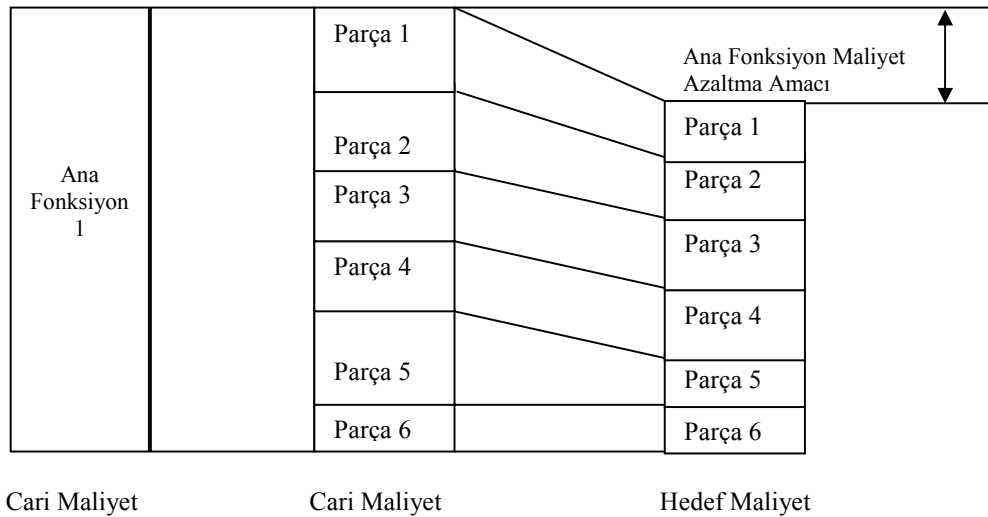 Ana
Fonksiyon
1
Parça 1
Parça 2
Parça 3
Parça 4
Parça 5
Parça 6
Ana Fonksiyon Maliyet
Azaltma Amacı
Parça 1
Parça 2
Parça 3
Parça 4
Parça 5
Parça 6
Cari Maliyet
Cari Maliyet
Hedef Maliyet